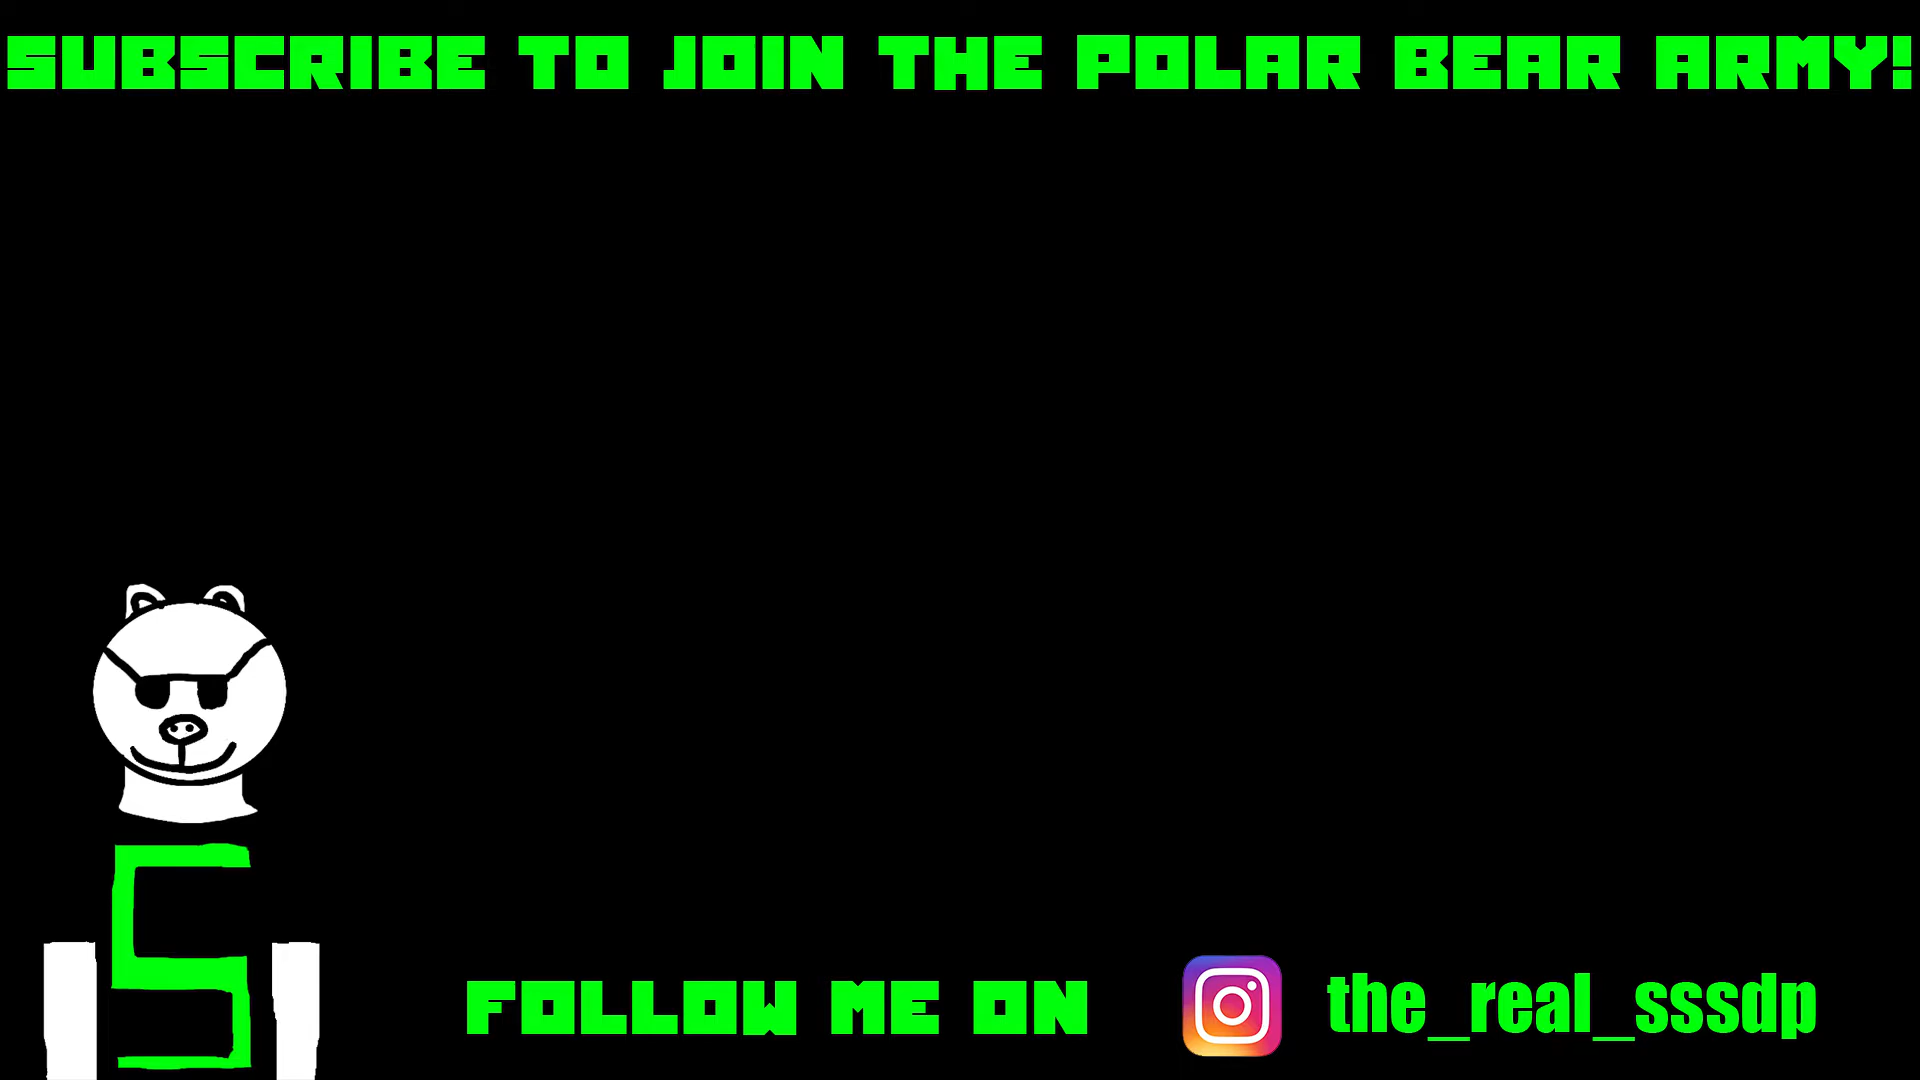 SUBSCRIBE TO JOIN THE POLAR BEAR ARMY!
S
FOLLOW ME ON the_real_sssdp